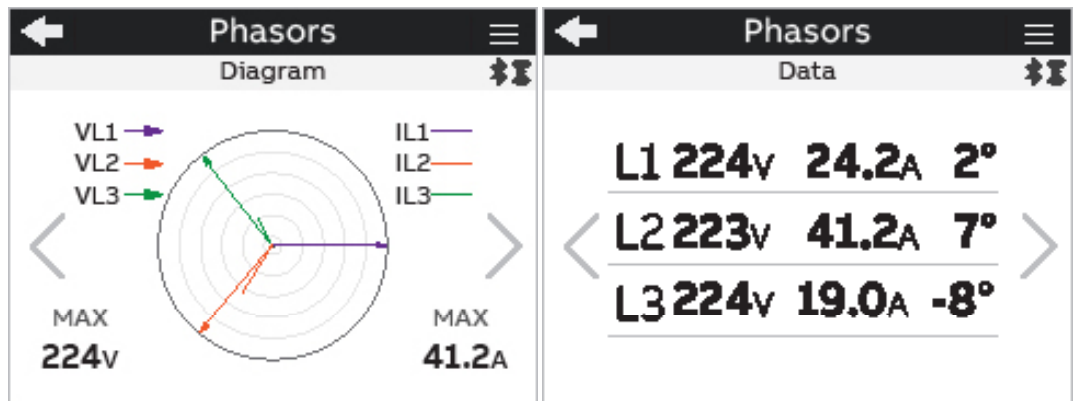 Phasors
Diagram
VL1
VL2
VL3
IL1
IL2
IL3
MAX
224V
MAX
41.2A
Phasors
Data
L1 224V 24.2A 2°
L2 223V 41.2A 7°
L3 224V 19.0A -8°